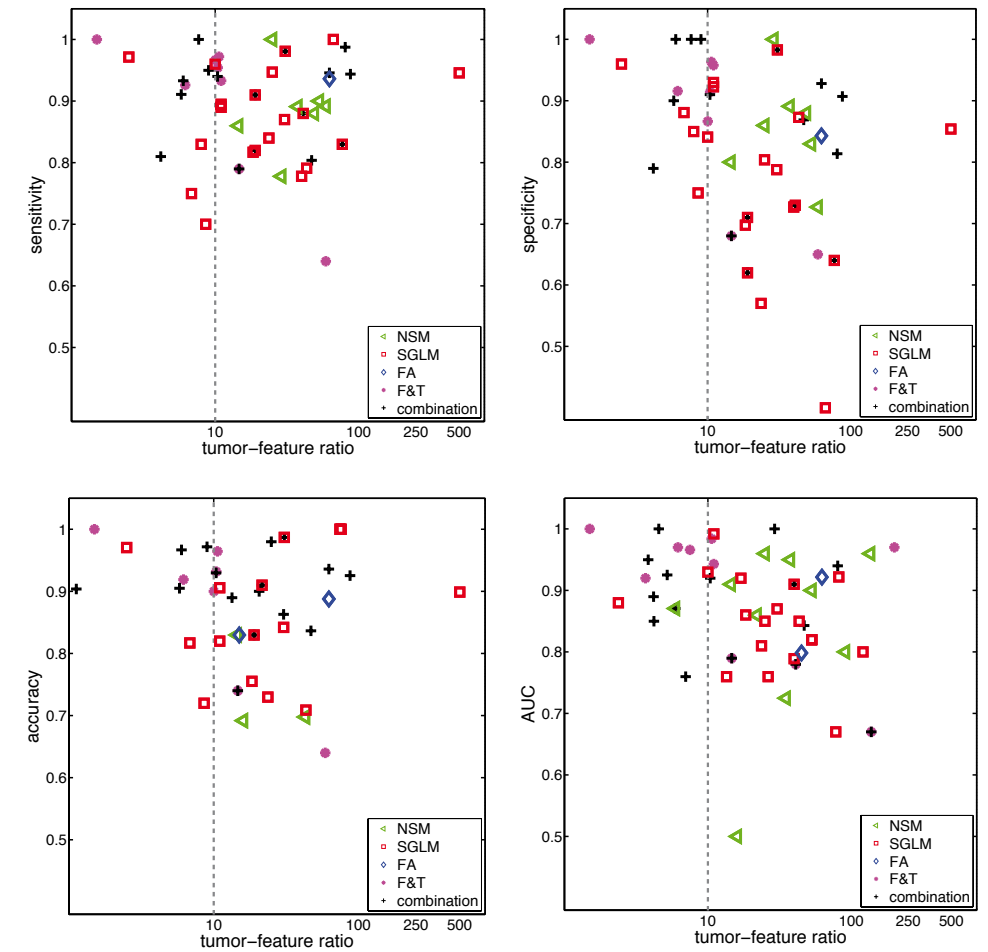 sensitivity
1
0.9
0.8
0.7
0.6
0.5
10 100 250 500
tumor-feature ratio
NSM
SGLM
FA
F&T
combination
specificity
1
0.9
0.8
0.7
0.6
0.5
10 100 250 500
tumor-feature ratio
NSM
SGLM
FA
F&T
combination
accuracy
1
0.9
0.8
0.7
0.6
0.5
10 100 250 500
tumor-feature ratio
NSM
SGLM
FA
F&T
combination
AUC
1
0.9
0.8
0.7
0.6
0.5
10 100 250 500
tumor-feature ratio
NSM
SGLM
FA
F&T
combination